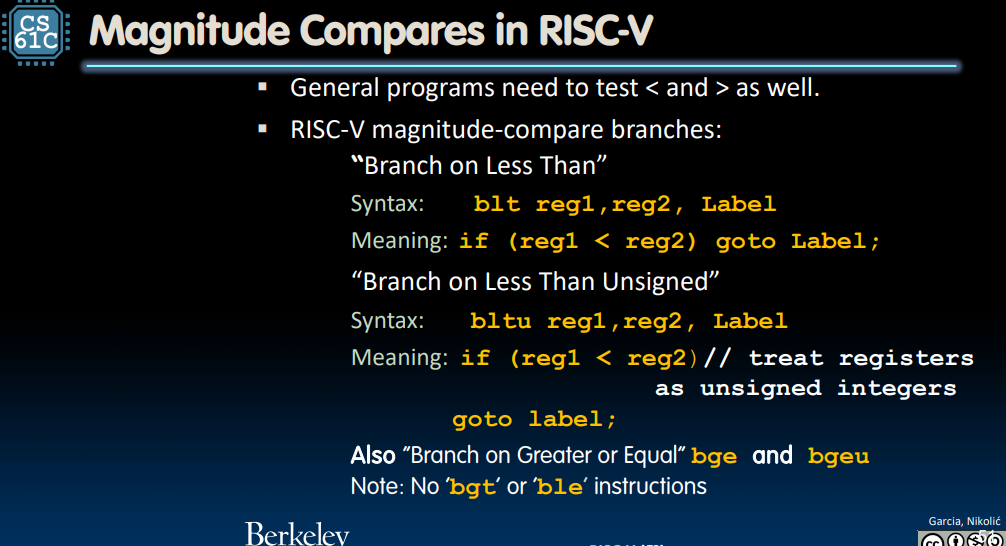 CS
61C
Magnitude Compares in RISC-V
▪ General programs need to test < and > as well.
▪ RISC-V magnitude-compare branches:
“Branch on Less Than”
Syntax: blt reg1,reg2, Label
Meaning: if (reg1 < reg2) goto Label;
“Branch on Less Than Unsigned”
Syntax: bltu reg1,reg2, Label
Meaning: if (reg1 < reg2)// treat registers
as unsigned integers
goto label;
Also “Branch on Greater or Equal” bge and bgeu
Note: No ‘bgt’ or ‘ble’ instructions
Berkeley
Garcia, Nikolić